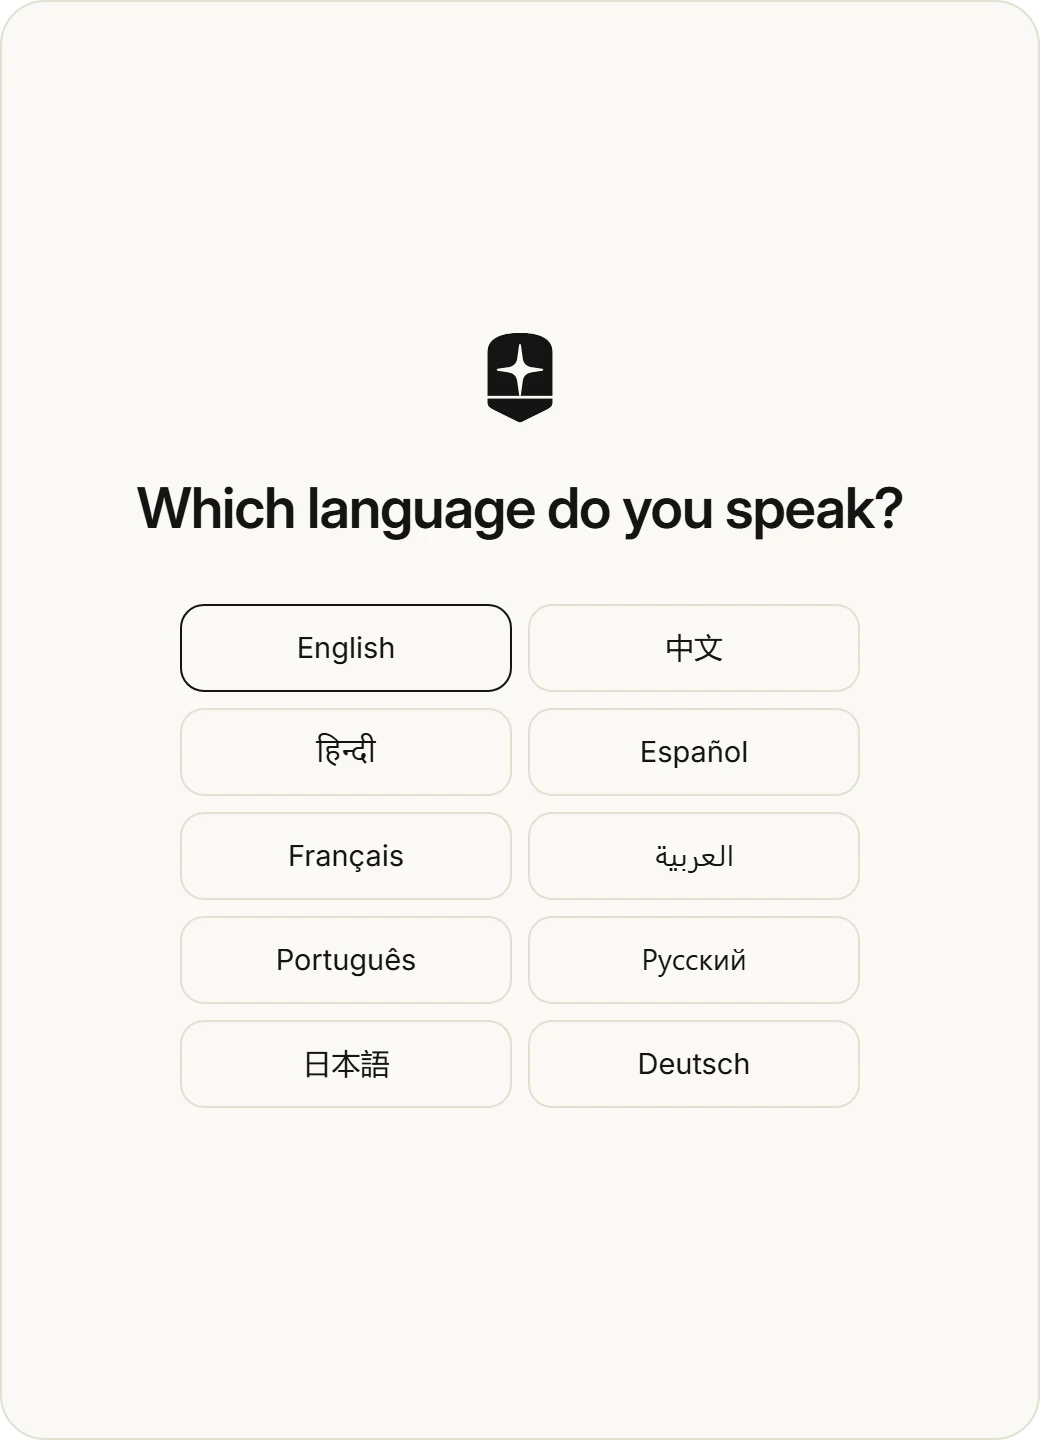 Which language do you speak?
English
中文
हिन्दी
Español
Français
العربية
Português
Русский
日本語
Deutsch